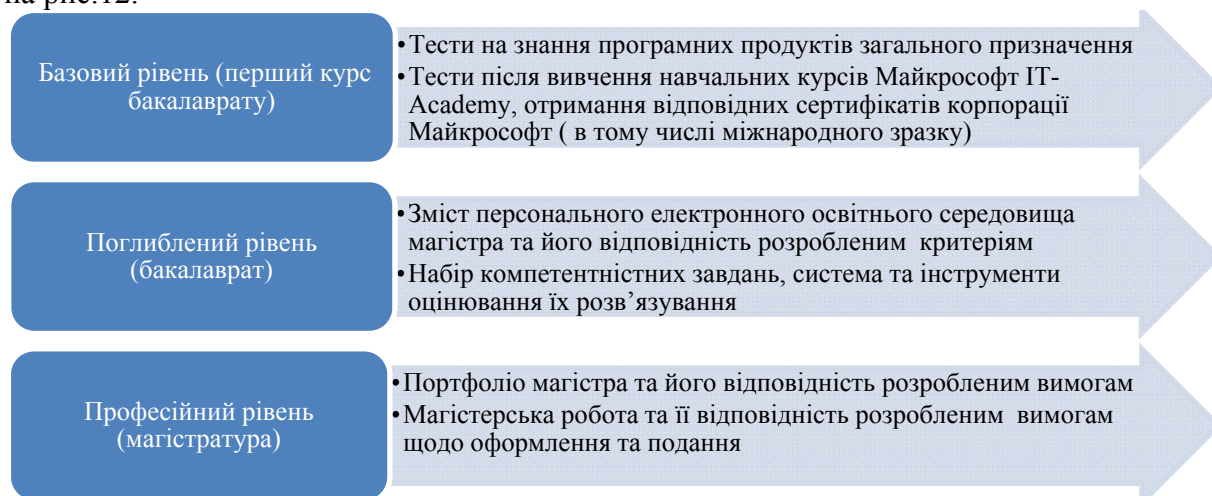 на рис.12.
Базовий рівень (перший курс
бакалаврату)
•Тести на знання програмних продуктів загального призначення
•Тести після вивчення навчальних курсів Майкрософт IT-
Academy, отримання відповідних сертифікатів корпорації
Майкрософт ( в тому числі міжнародного зразку)
Поглиблений рівень
(бакалаврат)
•Зміст персонального електронного освітнього середовища
магістра та його відповідність розробленим критеріям
•Набір компетентністних завдань, система та інструменти
оцінювання їх розв’язування
Професійний рівень
(магістратура)
•Портфоліо магістра та його відповідність розробленим вимогам
•Магістерська робота та її відповідність розробленим вимогам
щодо оформлення та подання